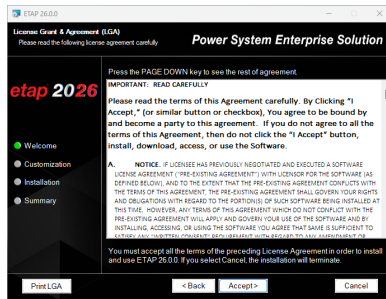 ETAP 26.0.0
License Grant & Agreement (LGA)
Please read the following license agreement carefully
Power System Enterprise Solution
Press the PAGE DOWN key to see the rest of agreement.
etap 2026
IMPORTANT: READ CAREFULLY
Please read the terms of this Agreement carefully. By Clicking "I
Accept," (or similar button or checkbox), You agree to be bound by
and become a party to this agreement. If you do not agree to all the
terms of this Agreement, then do not click the "I Accept" button,
install, download, access, or use the Software.
Welcome
Customization
Installation
Summary
A. NOTICE. IF LICENSEE HAS PREVIOUSLY NEGOTIATED AND EXECUTED A SOFTWARE
LICENSE AGREEMENT ("PRE-EXISTING AGREEMENT") WITH LICENSOR FOR THE SOFTWARE (AS
DEFINED BELOW), AND TO THE EXTENT THAT THE PRE-EXISTING AGREEMENT CONFLICTS WITH
THE TERMS OF THIS AGREEMENT, THE PRE-EXISTING AGREEMENT SHALL GOVERN YOUR RIGHTS
AND OBLIGATIONS WITH REGARD TO THE PORTION(S) OF SUCH SOFTWARE BEING INSTALLED AT
THIS TIME. HOWEVER, ANY TERMS OF THIS AGREEMENT WHICH DO NOT CONFLICT WITH THE
PRE-EXISTING AGREEMENT WILL APPLY AND GOVERN YOUR USE OF THE SOFTWARE AND BY
INSTALLING, ACCESSING, OR USING THE SOFTWARE YOU AGREE THAT SAME IS SUFFICIENT TO
SATISFY ANY "WRITTEN CONSENT" REQUIREMENT WITH REGARD TO ANY AMENDMENT OR
You must accept all the terms of the preceding License Agreement in order to install
and use ETAP 26.0.0. If you select Cancel, the installation will terminate.
Print LGA
< Back
Accept >
Cancel